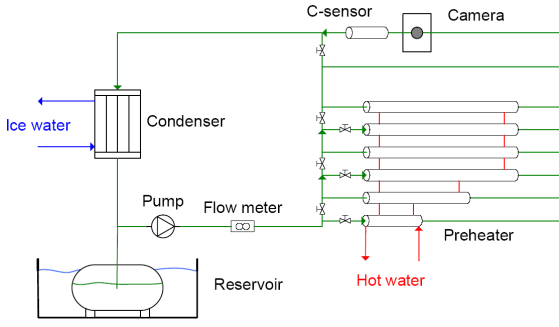 C-sensor
Camera
Ice water
Condenser
Pump
Flow meter
Preheater
Reservoir
Hot water